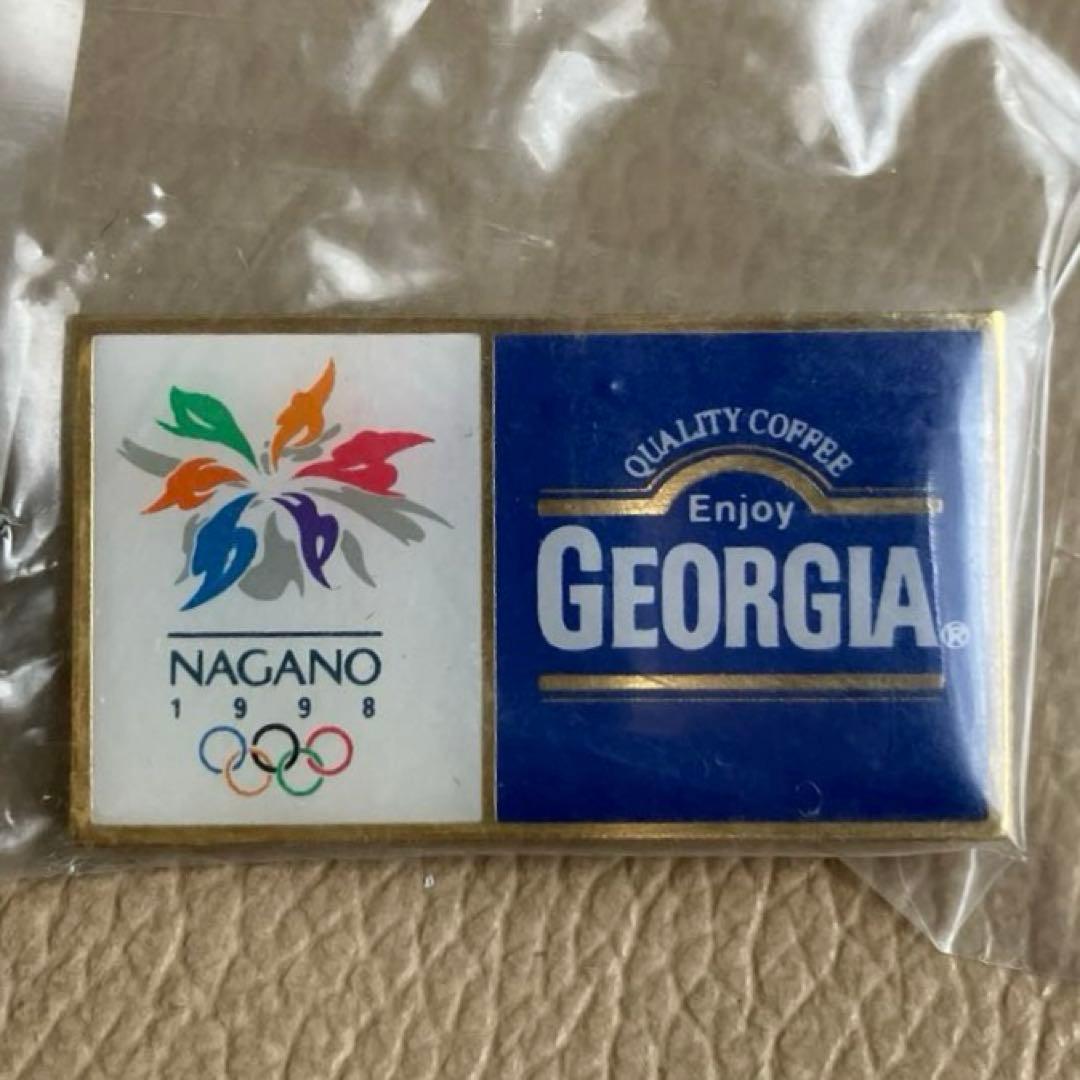 NAGANO
1998
QUALITY COFFEE
Enjoy
GEORGIA®